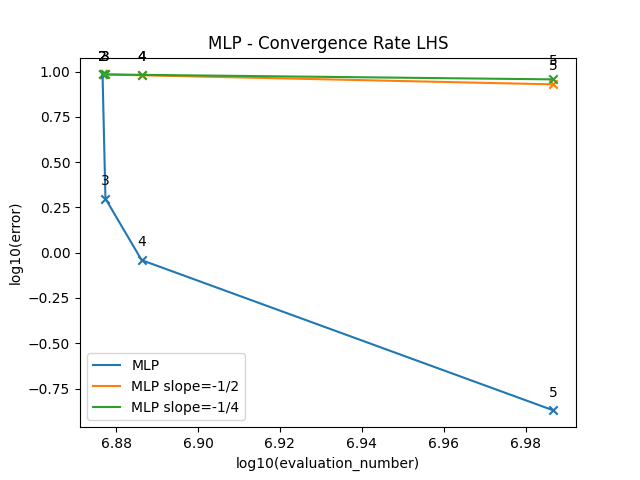 MLP - Convergence Rate LHS
log10(error)
1.00
0.75
0.50
0.25
0.00
−0.25
−0.50
−0.75
2
3
4
5
5
3
4
5
MLP
MLP slope=-1/2
MLP slope=-1/4
6.88 6.90 6.92 6.94 6.96 6.98
log10(evaluation_number)